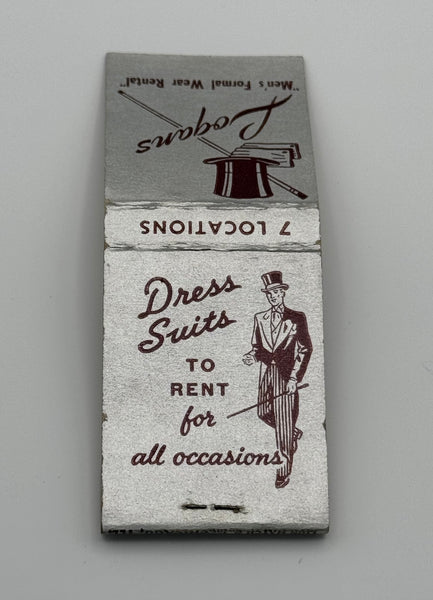 "Men's Formal Wear Rental"
Logans
7 LOCATIONS
Dress
Suits
TO
RENT
for
all occasions